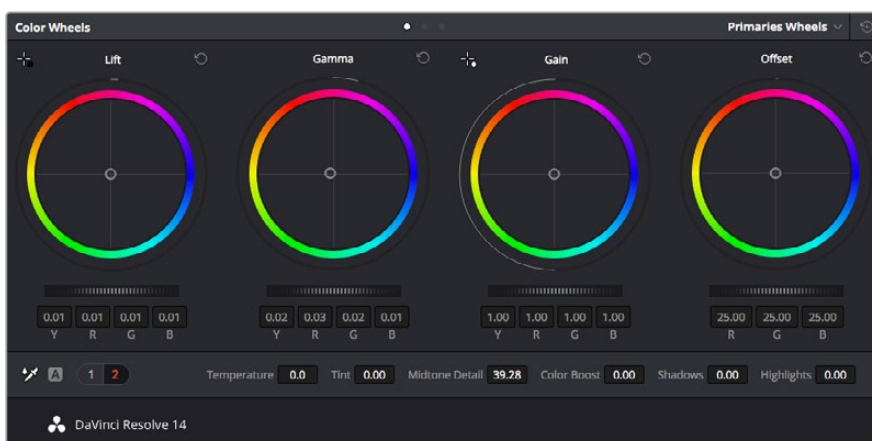 Color Wheels Primaries Wheels
Lift Gamma Gain Offset
0.01 0.01 0.01 0.01 0.02 0.03 0.02 0.01 1.00 1.00 1.00 1.00 25.00 25.00 25.00
Y R G B Y R G B Y R G B R G B
A 1 2 Temperature 0.0 Tint 0.00 Midtone Detail 39.28 Color Boost 0.00 Shadows 0.00 Highlights 0.00
DaVinci Resolve 14